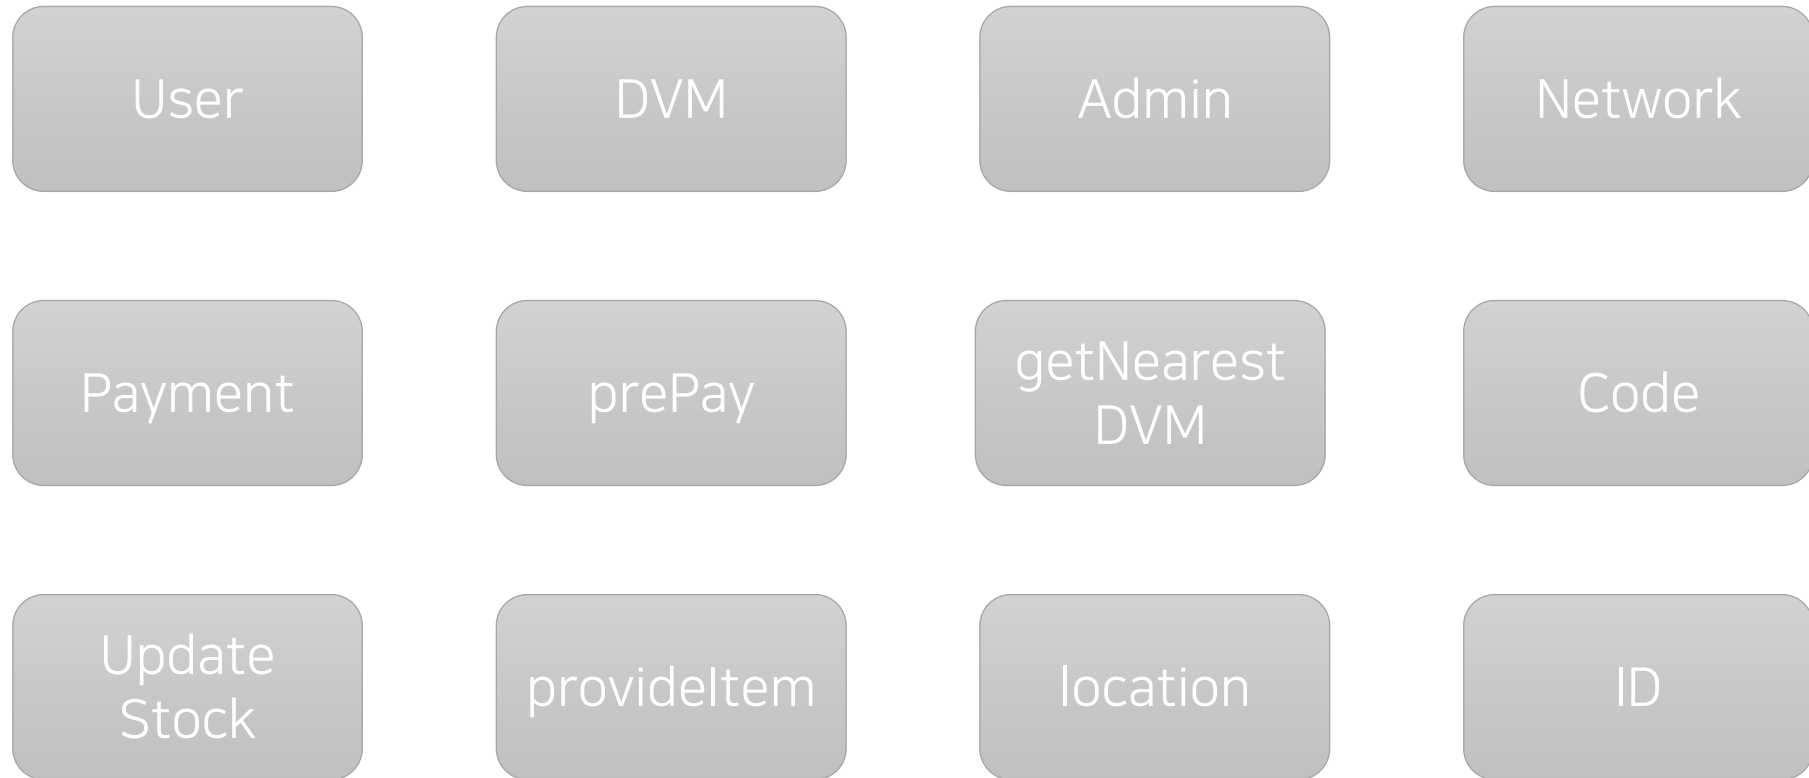 User
DVM
Admin
Network
Payment
prePay
getNearest
DVM
Code
Update
Stock
provideItem
location
ID